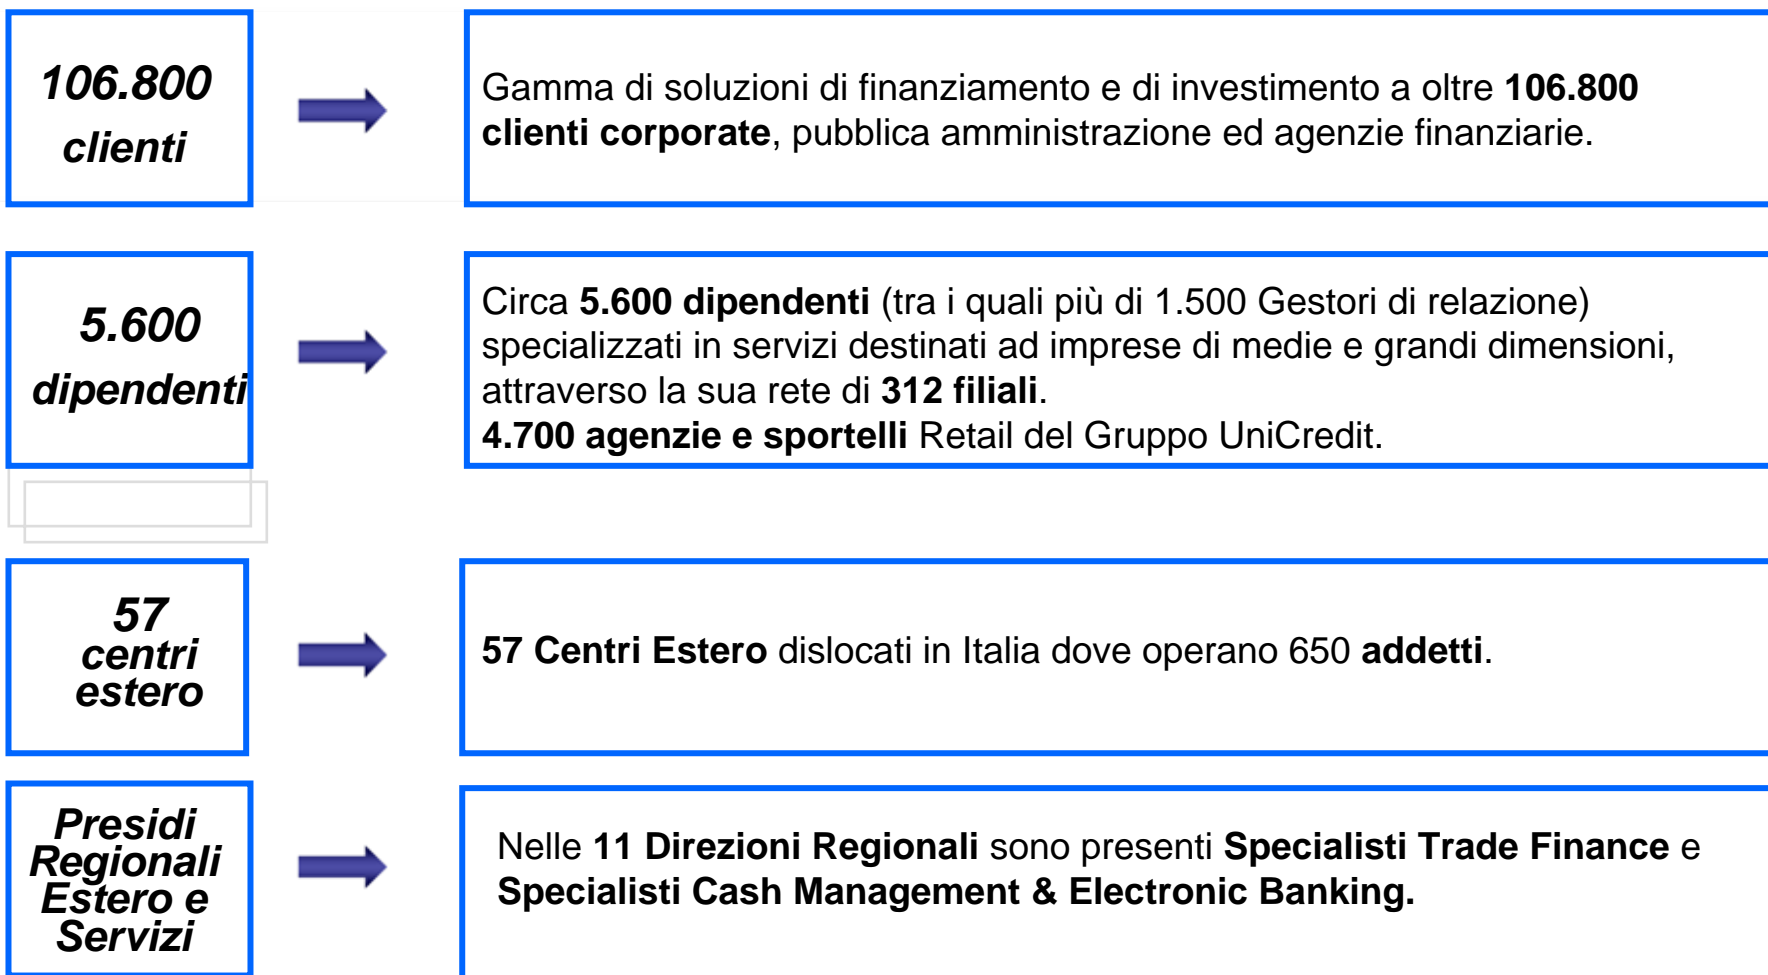 106.800
clienti
Gamma di soluzioni di finanziamento e di investimento a oltre 106.800
clienti corporate, pubblica amministrazione ed agenzie finanziarie.
5.600
dipendenti
Circa 5.600 dipendenti (tra i quali più di 1.500 Gestori di relazione)
specializzati in servizi destinati ad imprese di medie e grandi dimensioni,
attraverso la sua rete di 312 filiali.
4.700 agenzie e sportelli Retail del Gruppo UniCredit.
57
centri
estero
57 Centri Estero dislocati in Italia dove operano 650 addetti.
Presidi
Regionali
Estero e
Servizi
Nelle 11 Direzioni Regionali sono presenti Specialisti Trade Finance e
Specialisti Cash Management & Electronic Banking.